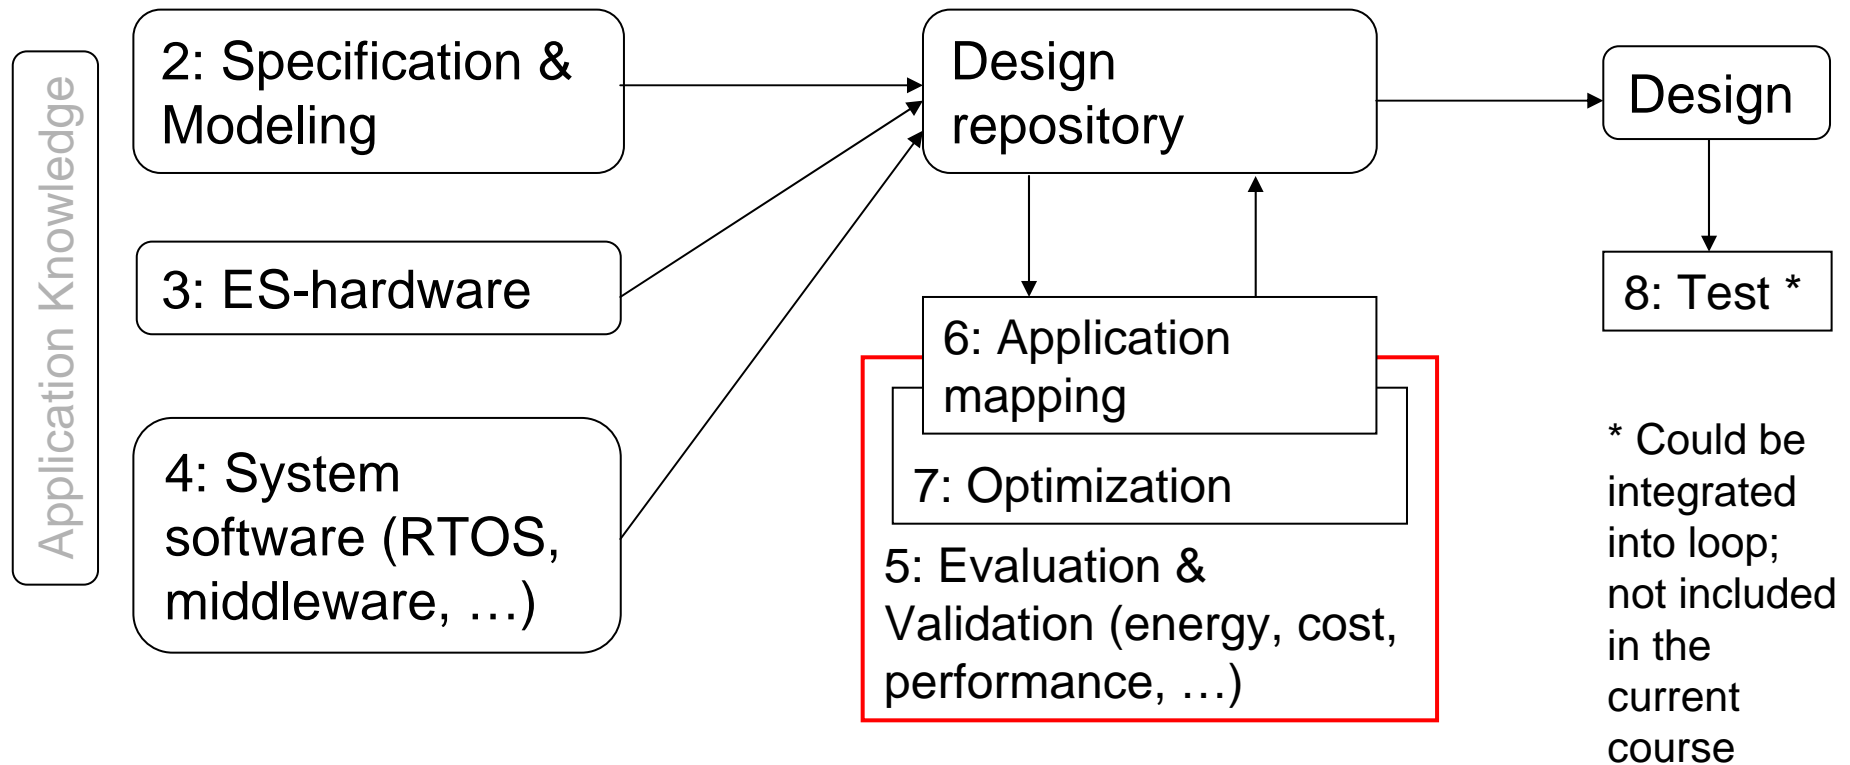 Application Knowledge
2: Specification &
Modeling
3: ES-hardware
4: System
software (RTOS,
middleware, …)
Design
repository
6: Application
mapping
7: Optimization
5: Evaluation &
Validation (energy, cost,
performance, …)
Design
8: Test *
* Could be
integrated
into loop;
not included
in the
current
course